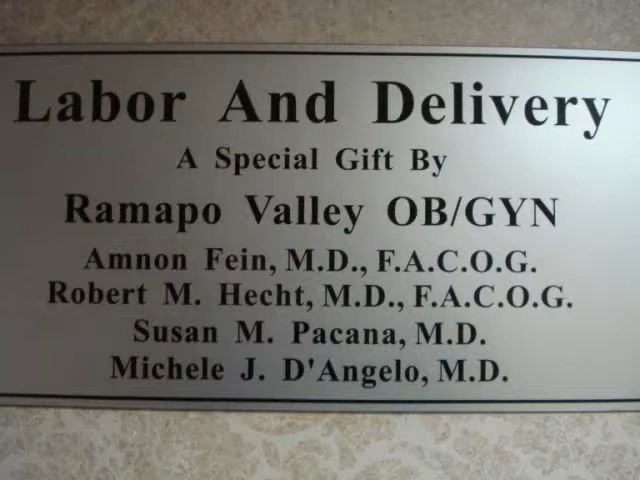 Labor And Delivery
A Special Gift By
Ramapo Valley OB/GYN
Amnon Fein, M.D., F.A.C.O.G.
Robert M. Hecht, M.D., F.A.C.O.G.
Susan M. Pacana, M.D.
Michele J. D'Angelo, M.D.